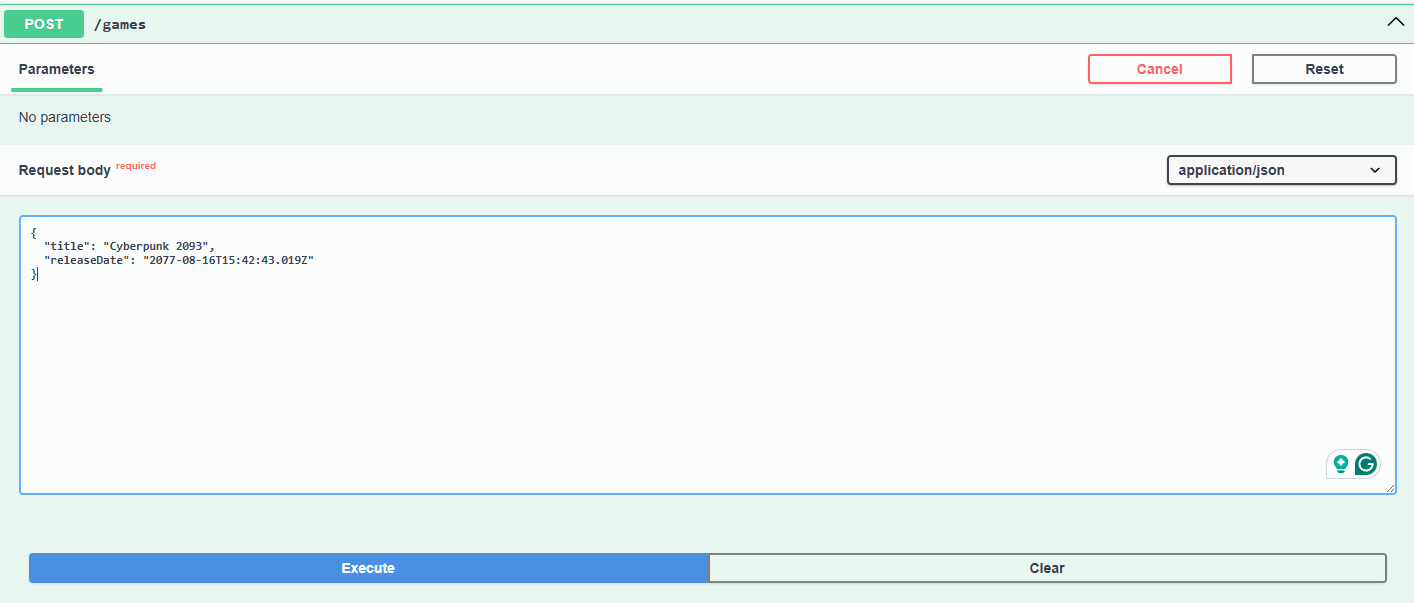 POST /games
Parameters
Cancel
Reset
No parameters
Request body required
application/json
{
  "title": "Cyberpunk 2093",
  "releaseDate": "2077-08-16T15:42:43.019Z"
}
Execute
Clear